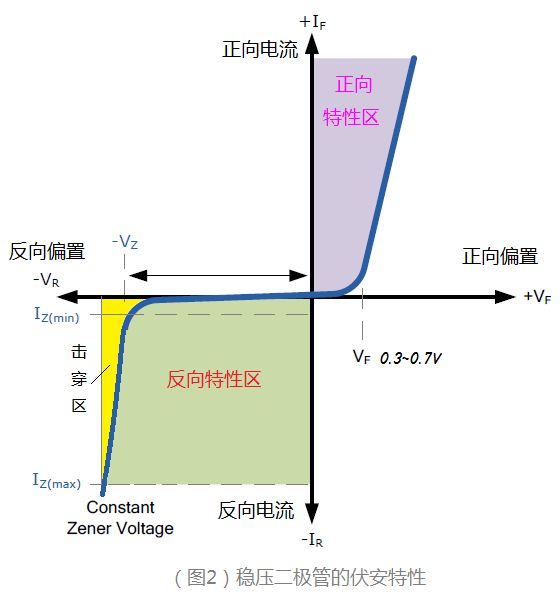 +IF
正向电流
正向
特性区
-VZ
反向偏置
正向偏置
-VR
+VF
IZ(min)
VF 0.3~0.7V
击
穿
区
反向特性区
IZ(max)
Constant
Zener Voltage
反向电流
-IR
（图2）稳压二极管的伏安特性